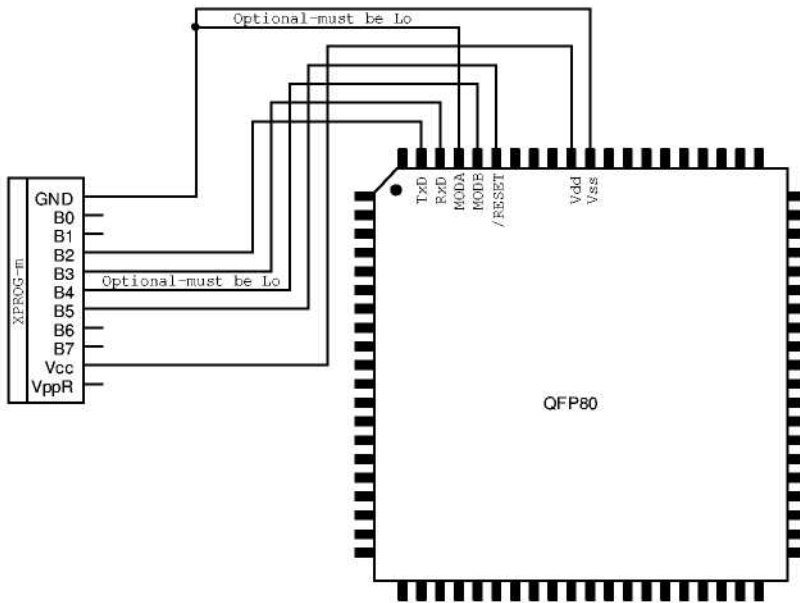 Optional-must be Lo
TxD
RxD
MODA
MODB
/RESET
Vdd
Vss
XPROG-m
GND
B0
B1
B2
B3
Optional-must be Lo
B4
B5
B6
B7
Vcc
VppR
QFP80